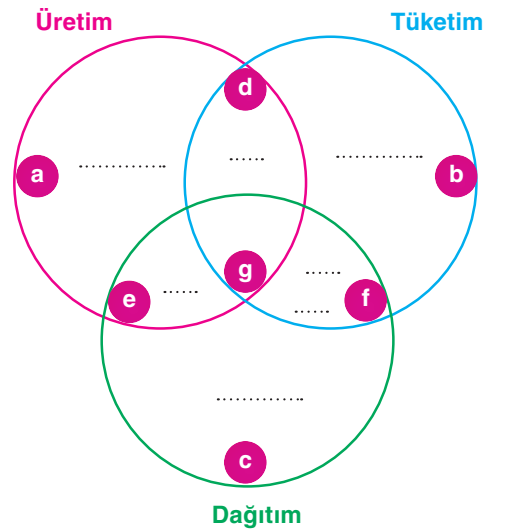 Üretim
Tüketim
d
..............
......
..............
a
b
g
......
e
......
f
......
..............
c
Dağıtım